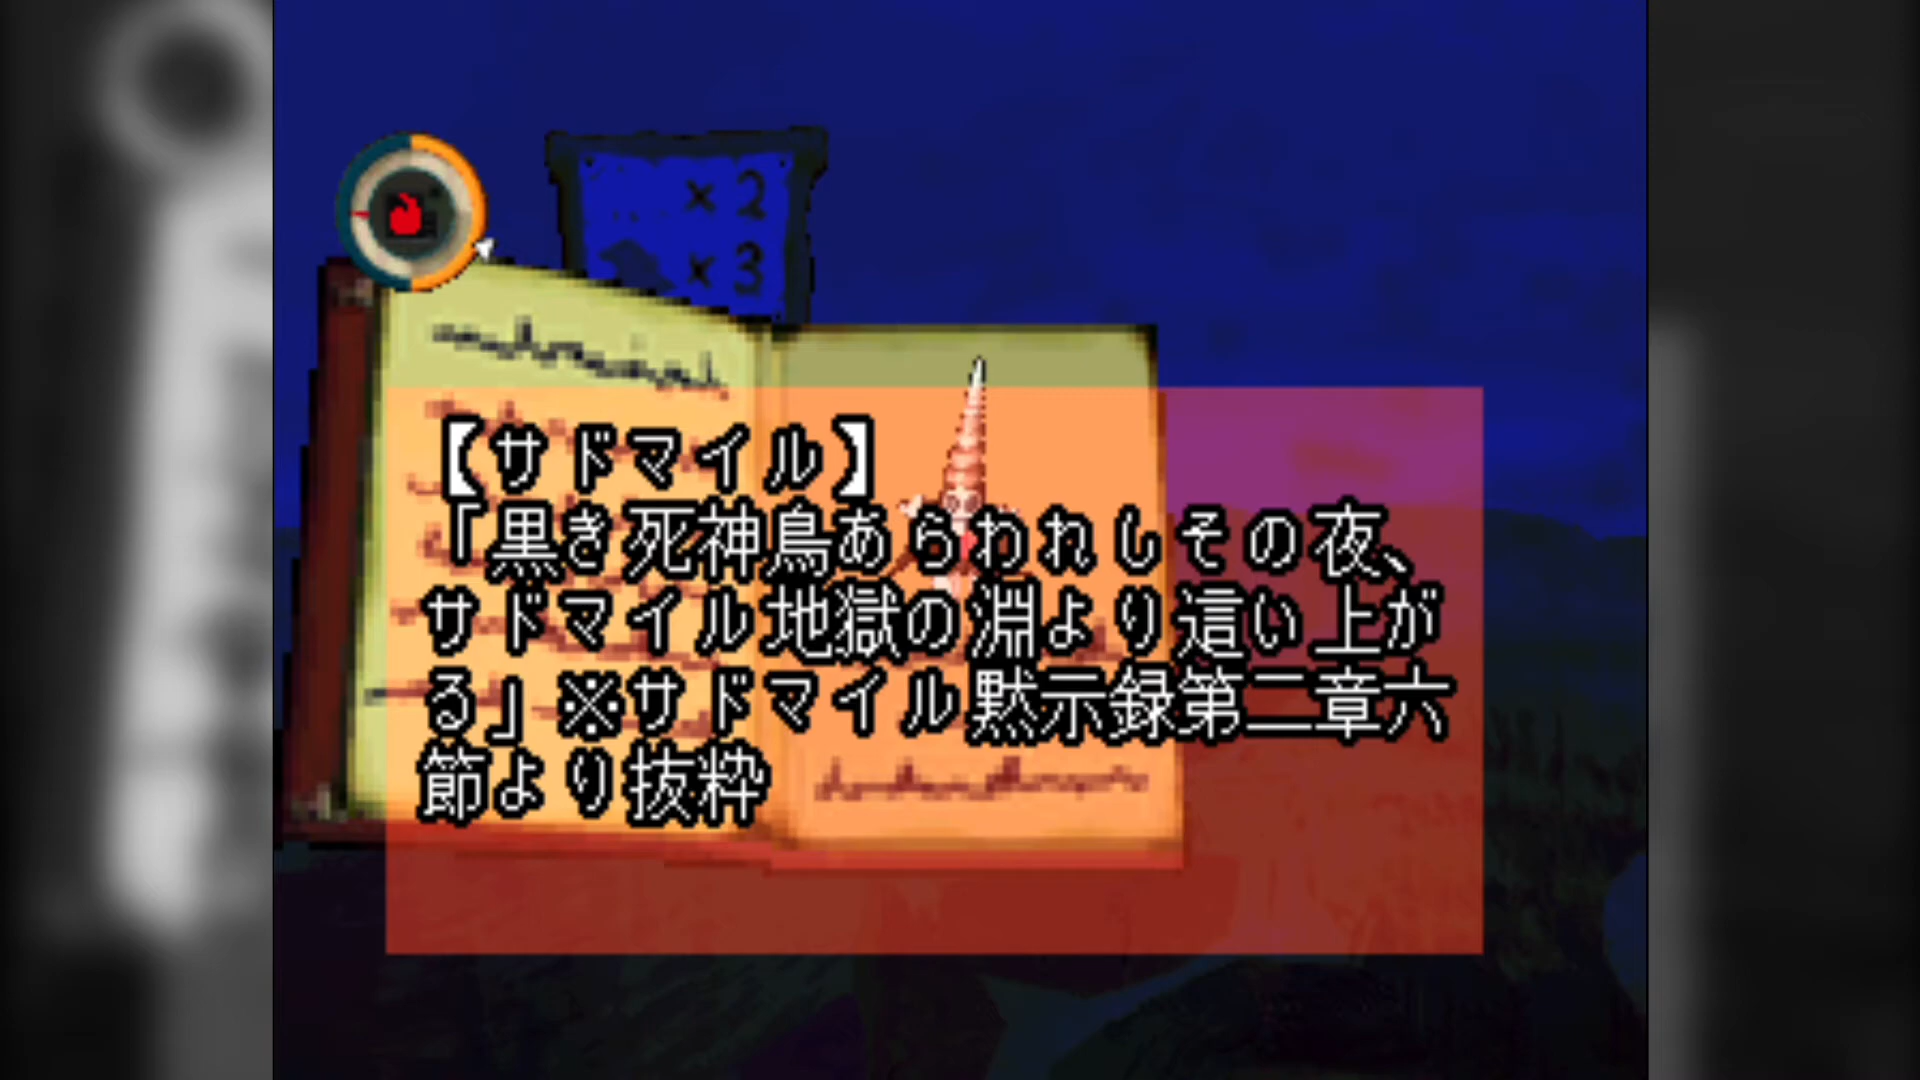 ×2
×3
【サドマイル】
「黒き死神鳥あらわれしその夜、
サドマイル地獄の淵より這い上が
る」※サドマイル黙示録第二章六
節より抜粋